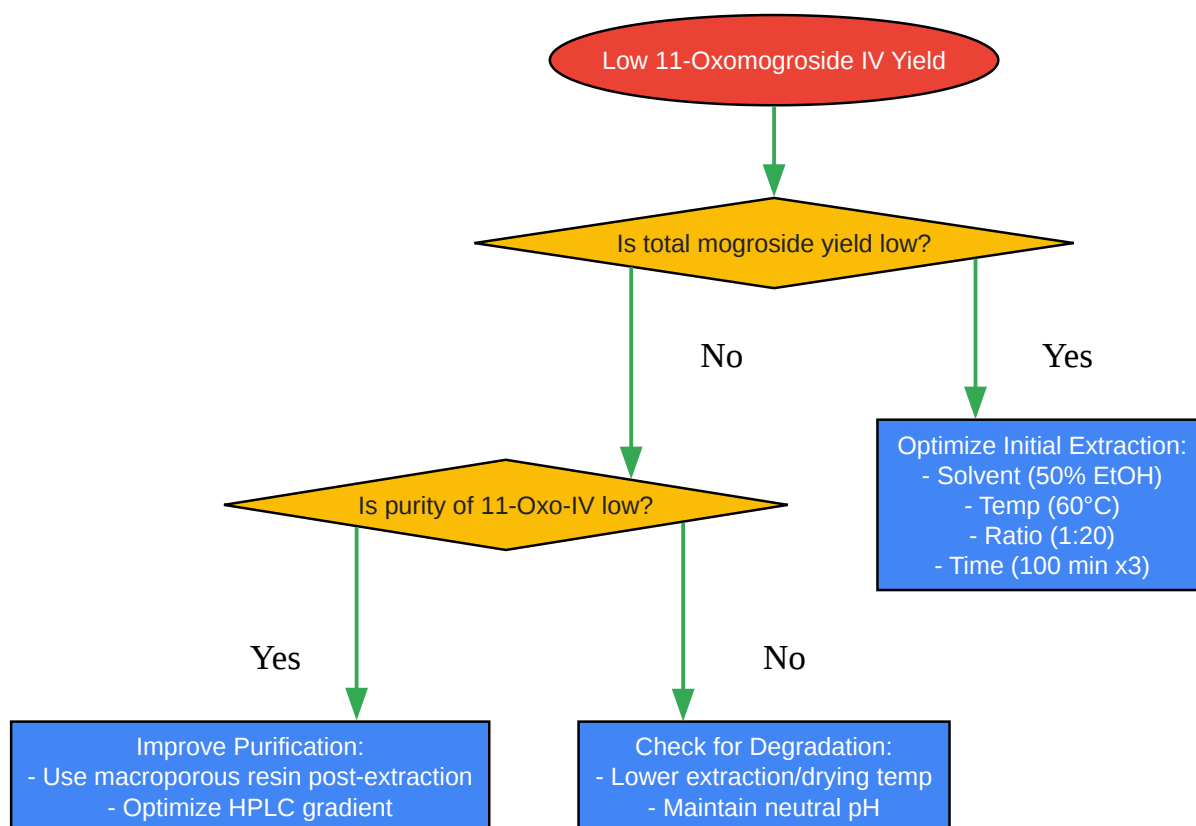 Low 11-Oxomogroside IV Yield
Is total mogroside yield low?
No
Yes
Optimize Initial Extraction:
- Solvent (50% EtOH)
- Temp (60°C)
- Ratio (1:20)
- Time (100 min x3)
Is purity of 11-Oxo-IV low?
Yes
No
Improve Purification:
- Use macroporous resin post-extraction
- Optimize HPLC gradient
Check for Degradation:
- Lower extraction/drying temp
- Maintain neutral pH